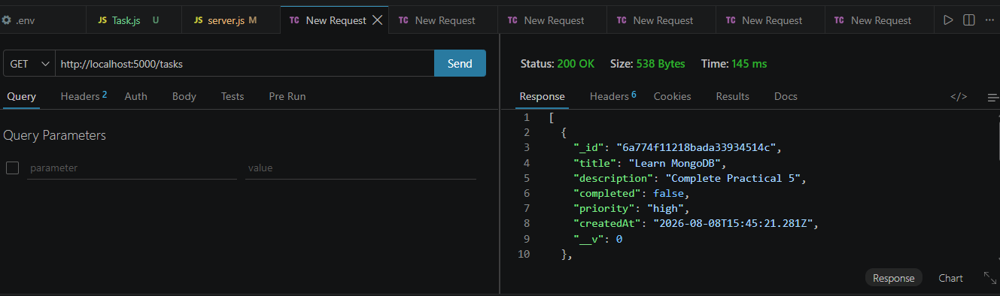 .env JS Task.js U JS server.js M TC New Request TC New Request TC New Request TC New Request TC New Request TC New Request
GET http://localhost:5000/tasks Send
Query Headers 2 Auth Body Tests Pre Run
Query Parameters
parameter value
Status: 200 OK Size: 538 Bytes Time: 145 ms
Response Headers 6 Cookies Results Docs </>
1 [
2 {
3 "_id": "6a774f11218bada33934514c",
4 "title": "Learn MongoDB",
5 "description": "Complete Practical 5",
6 "completed": false,
7 "priority": "high",
8 "createdAt": "2026-08-08T15:45:21.281Z",
9 "__v": 0
10 },
Response Chart